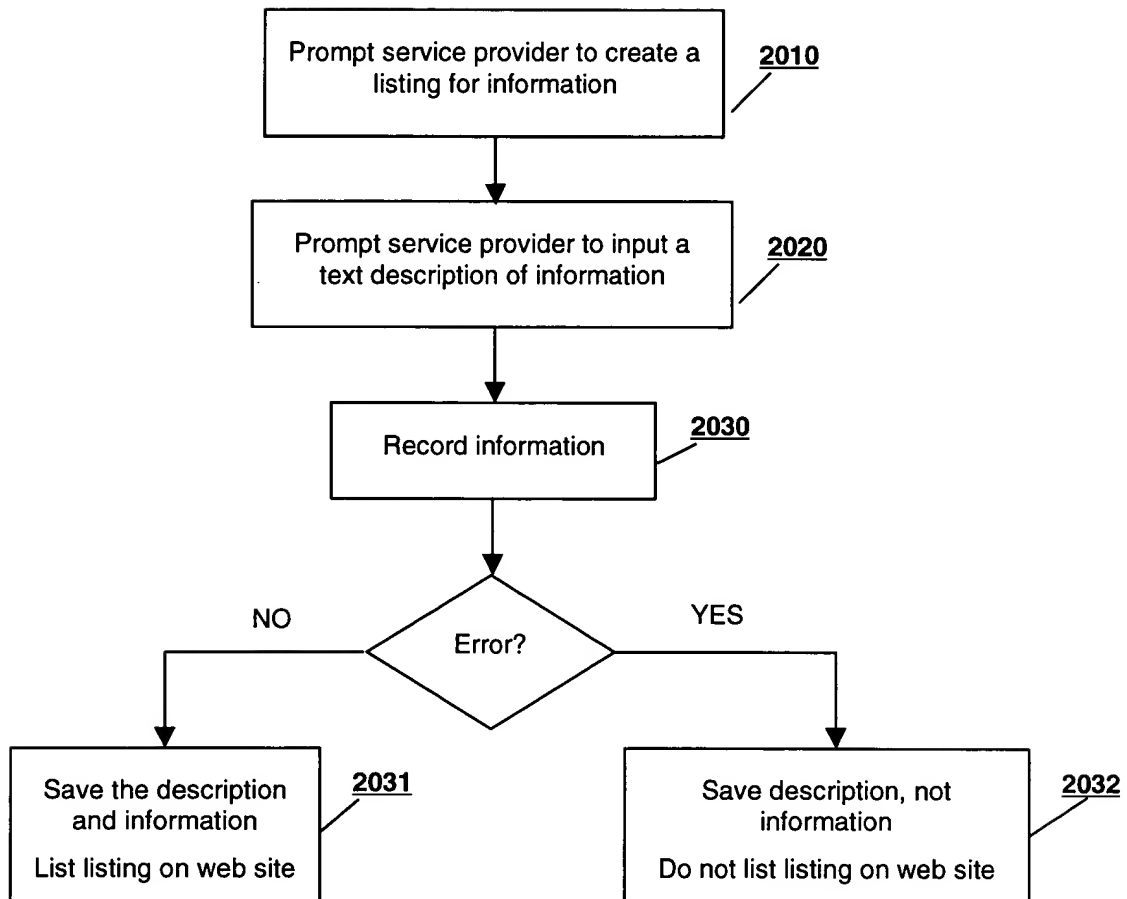 Prompt service provider to create a
listing for information
2010
Prompt service provider to input a
text description of information
2020
Record information
2030
Error?
NO
YES
Save the description
and information
List listing on web site
2031
Save description, not
information
Do not list listing on web site
2032